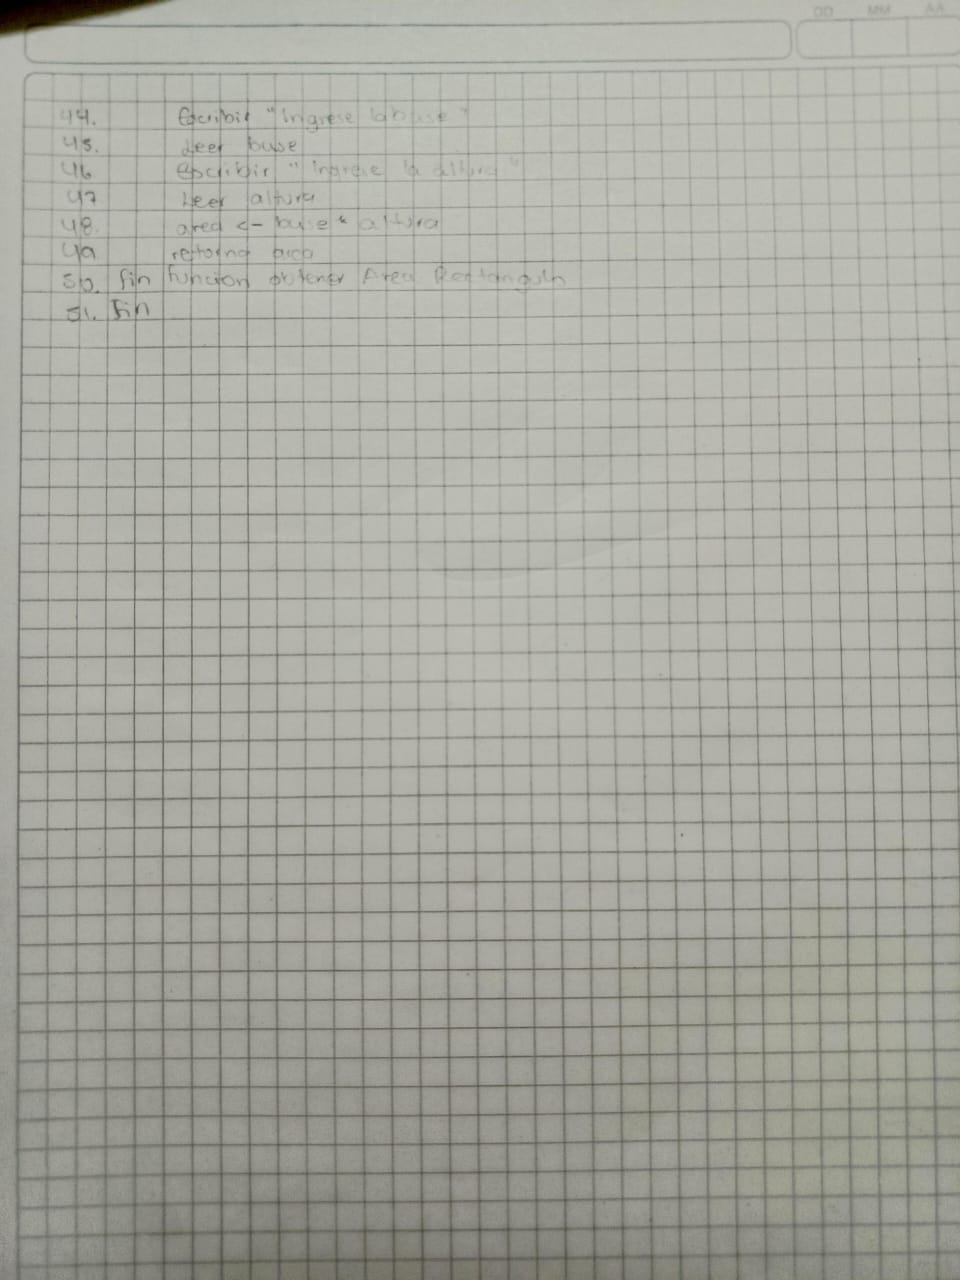 DD MM AA
44. Escribir "Ingrese la base"
45. Leer base
46 Escribir "ingrese la altura"
47 Leer altura
48. area <- base * altura
49 retorna area
50. fin funcion obtener Area Rectangulo
51. Fin